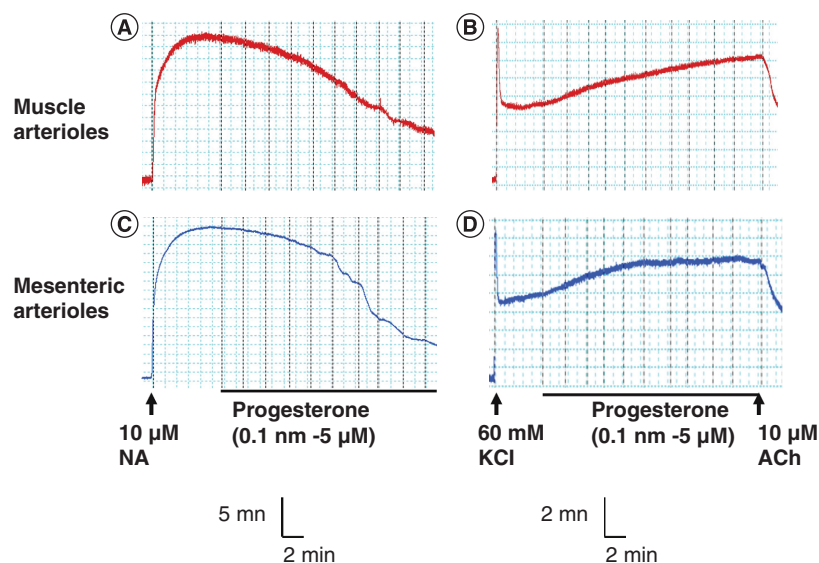 A
B
Muscle
arterioles
C
D
Mesenteric
arterioles
10 µM
NA
Progesterone
(0.1 nm -5 µM)
60 mM
KCl
Progesterone
(0.1 nm -5 µM)
10 µM
ACh
5 mn
2 min
2 mn
2 min